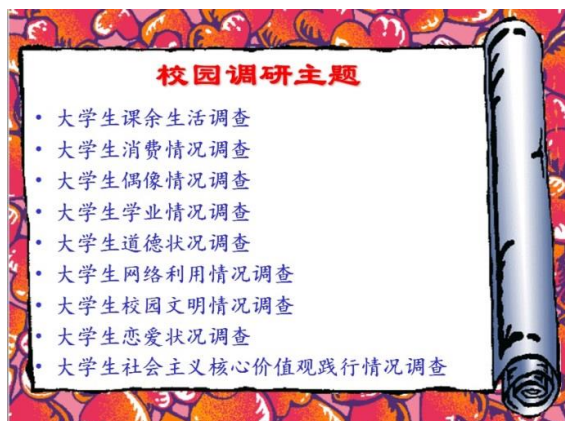 校园调研主题
• 大学生课余生活调查
• 大学生消费情况调查
• 大学生偶像情况调查
• 大学生学业情况调查
• 大学生道德状况调查
• 大学生网络利用情况调查
• 大学生校园文明情况调查
• 大学生恋爱状况调查
• 大学生社会主义核心价值观践行情况调查